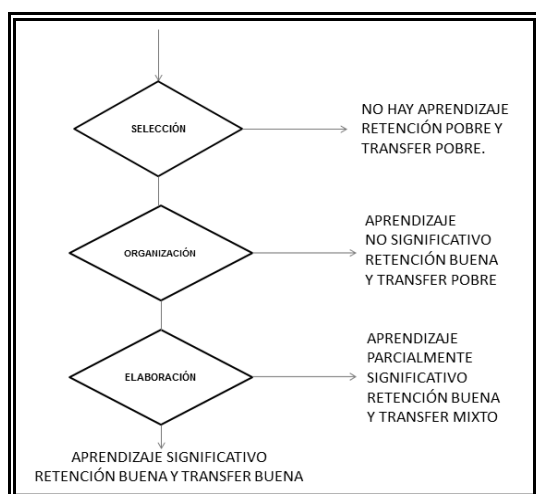 SELECCIÓN
NO HAY APRENDIZAJE
RETENCIÓN POBRE Y
TRANSFER POBRE.
ORGANIZACIÓN
APRENDIZAJE
NO SIGNIFICATIVO
RETENCIÓN BUENA
Y TRANSFER POBRE
ELABORACIÓN
APRENDIZAJE
PARCIALMENTE
SIGNIFICATIVO
RETENCIÓN BUENA
Y TRANSFER MIXTO
APRENDIZAJE SIGNIFICATIVO
RETENCIÓN BUENA Y TRANSFER BUENA